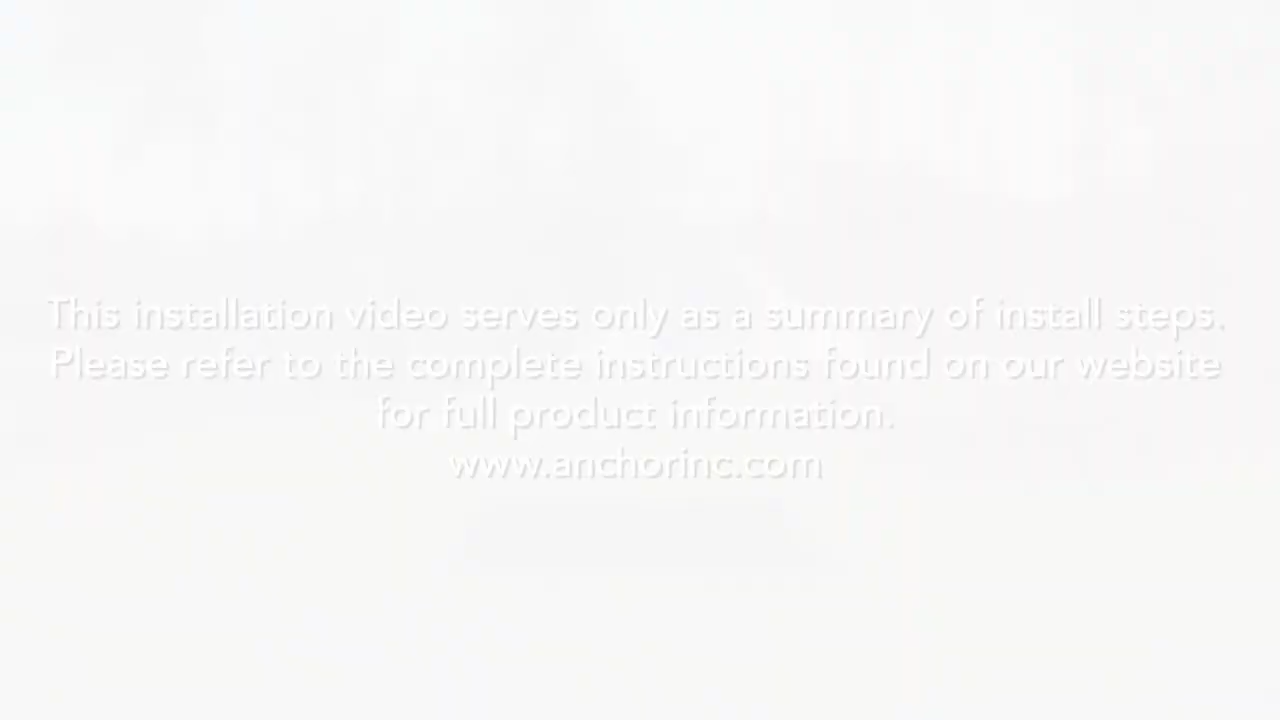 This installation video serves only as a summary of install steps.
Please refer to the complete instructions found on our website
for full product information.
www.anchorinc.com